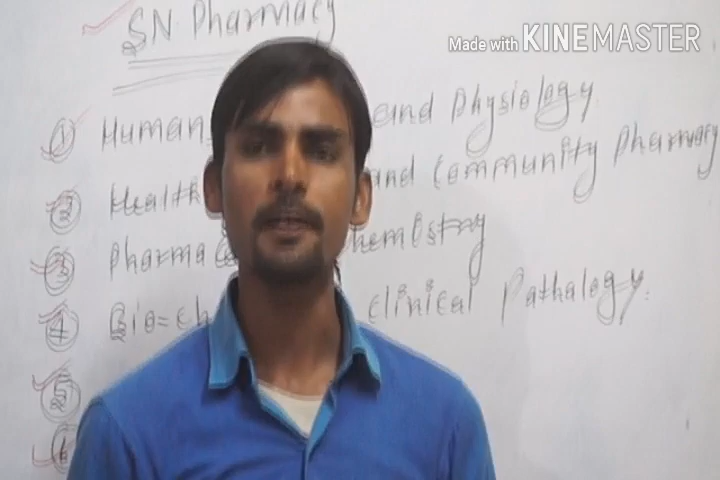 SN Pharmacy
Made with KINEMASTER
① Human and Physiology
② Health and Community Pharmacy
③ Pharmace chemistry
④ Bio=ch clinical Pathalogy.
⑤